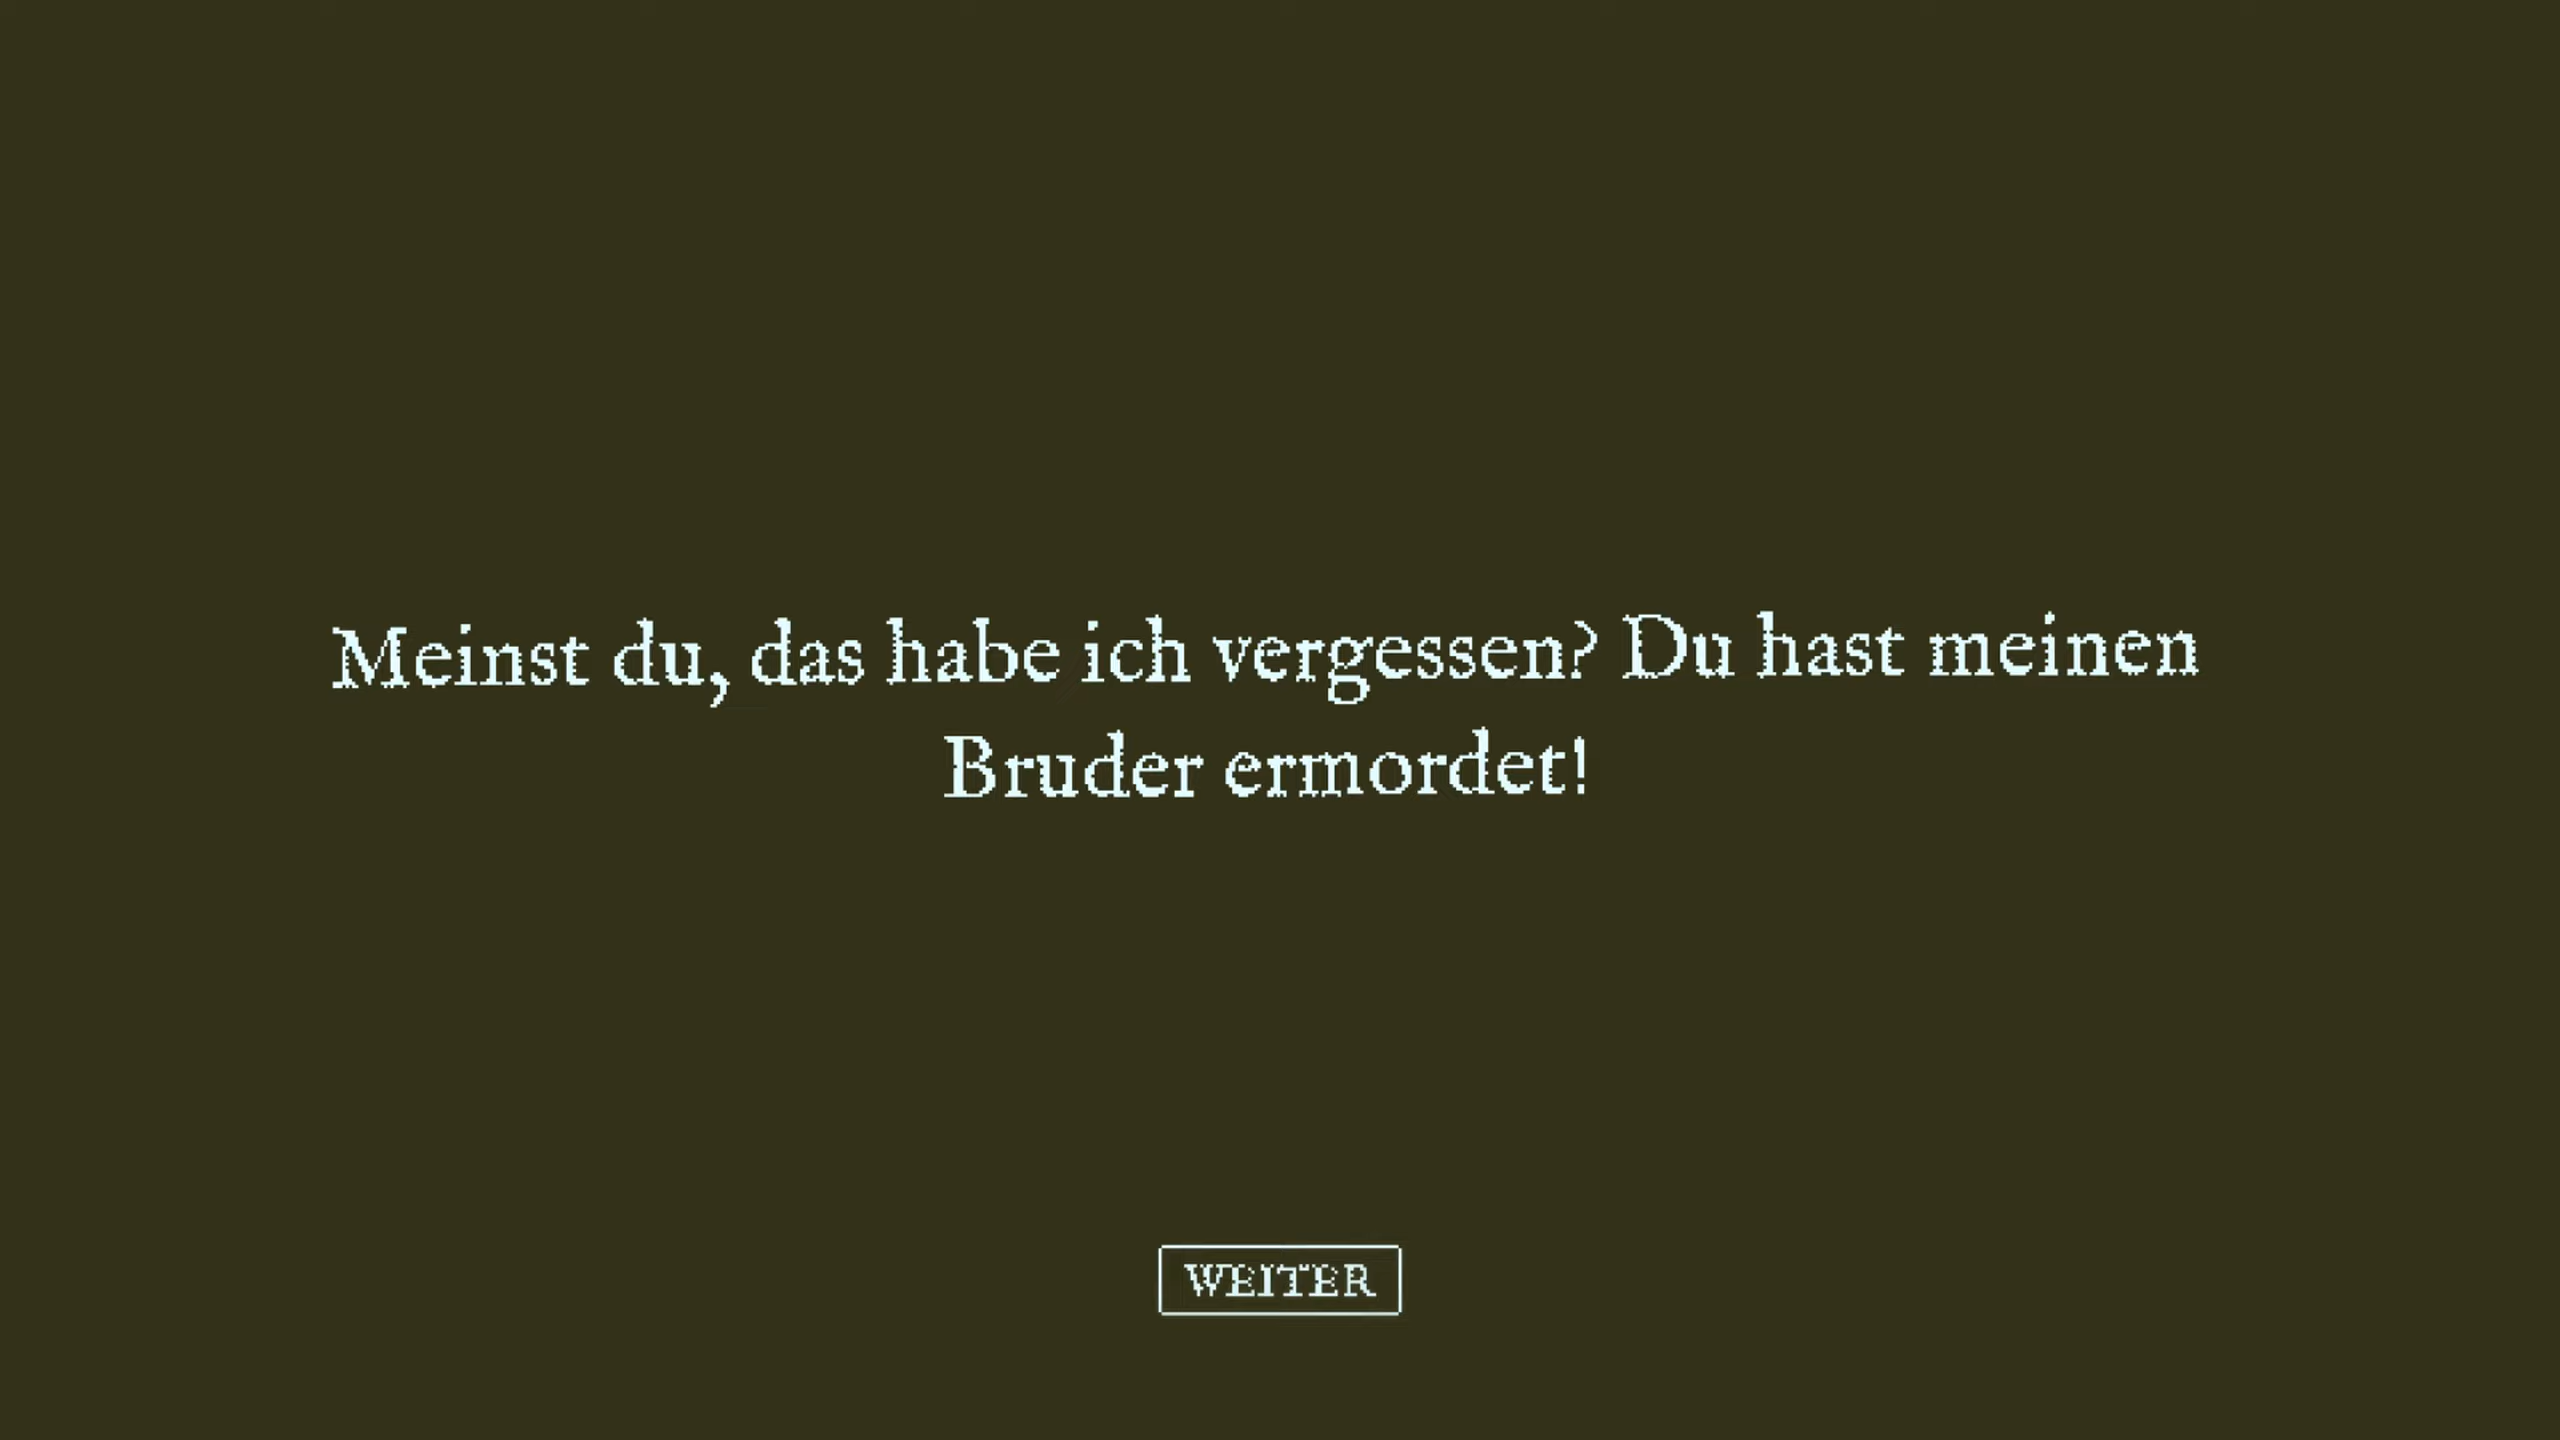 Meinst du, das habe ich vergessen? Du hast meinen
Bruder ermordet!
WEITER